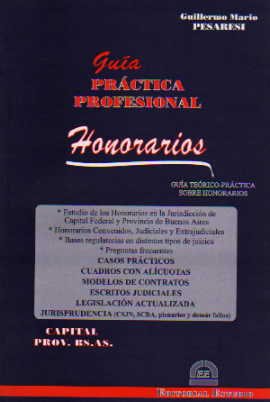 Guillermo Mario
PESARESI
Guía
PRÁCTICA
PROFESIONAL
Honorarios
GUÍA TEÓRICO-PRÁCTICA
SOBRE HONORARIOS
* Estudio de los Honorarios en la Jurisdicción de
Capital Federal y Provincia de Buenos Aires
* Honorarios Convenidos, Judiciales y Extrajudiciales
* Bases regulatorias en distintos tipos de juicios
* Preguntas frecuentes
CASOS PRÁCTICOS
CUADROS CON ALÍCUOTAS
MODELOS DE CONTRATOS
ESCRITOS JUDICIALES
LEGISLACIÓN ACTUALIZADA
JURISPRUDENCIA (CSJN, SCBA, plenarios y demás fallos)
CAPITAL
PROV. BS.AS.
EE
EDITORIAL ESTUDIO